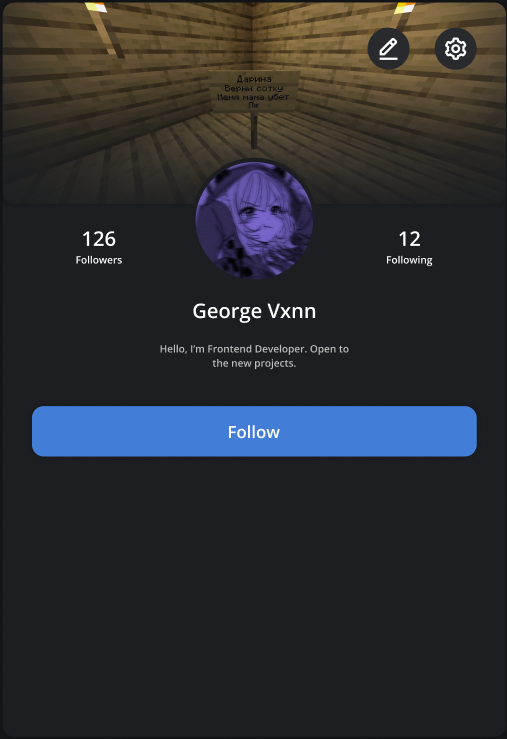 Дарина
Верни сотку
Меня мама убет
Пж
126
Followers
12
Following
George Vxnn
Hello, I'm Frontend Developer. Open to
the new projects.
Follow